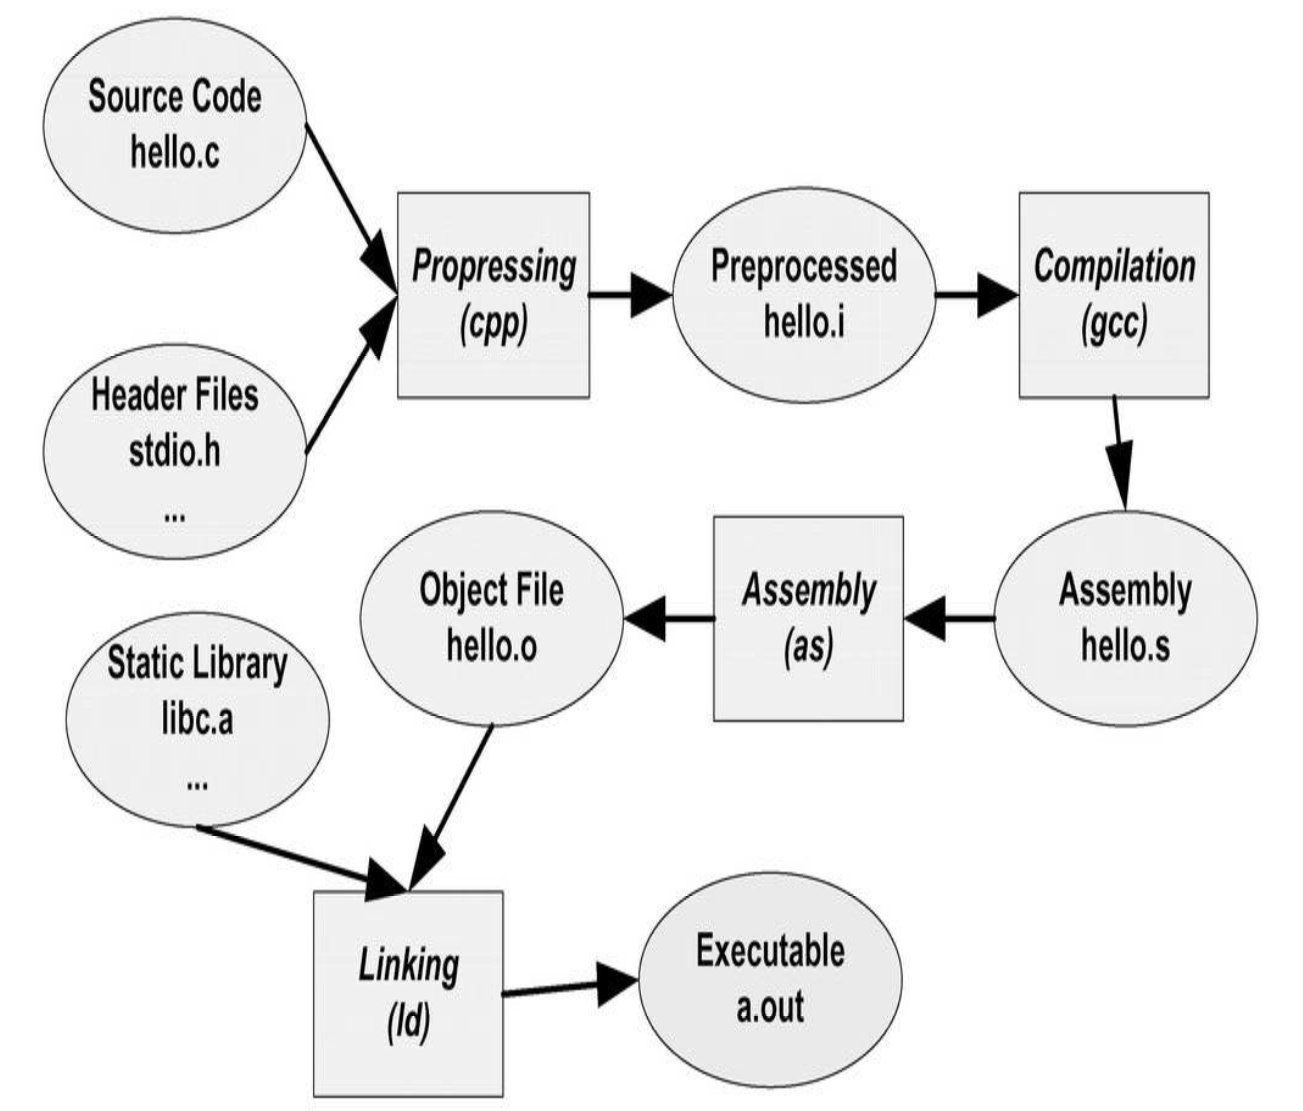 Source Code
hello.c
Header Files
stdio.h
...
Propressing
(cpp)
Preprocessed
hello.i
Compilation
(gcc)
Assembly
hello.s
Assembly
(as)
Object File
hello.o
Static Library
libc.a
...
Linking
(ld)
Executable
a.out